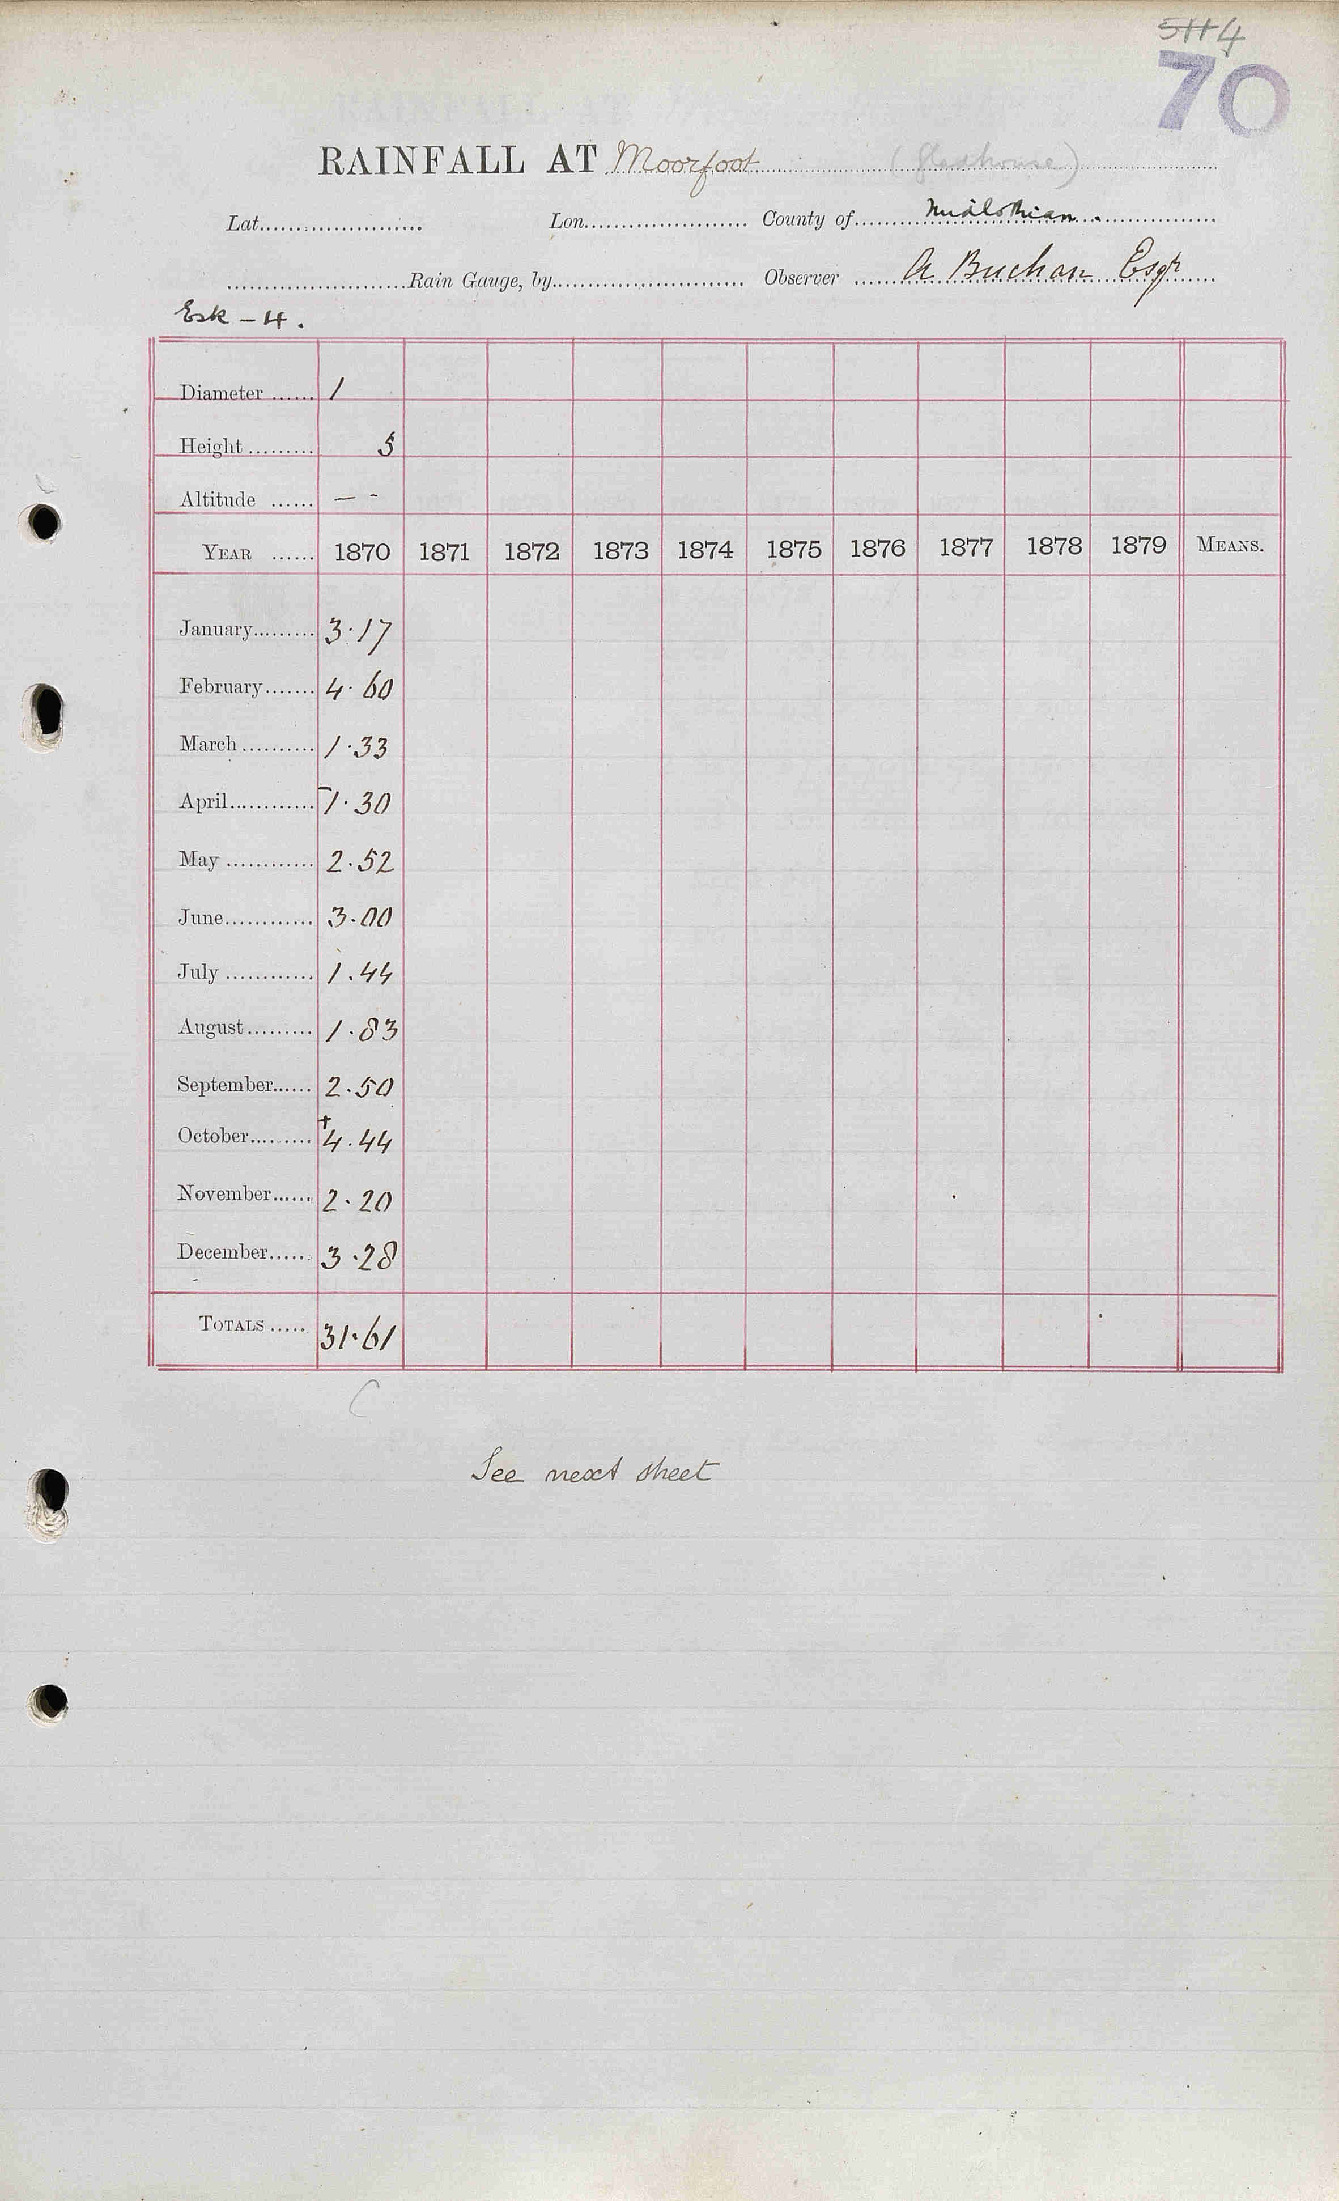 5114
70
RAINFALL AT Moorfoot (Gladhouse)
Lat. Lon. County of Midlothian.
Rain Gauge, by Observer A Buchan Esqr
Esk - 4.
Diameter 1
Height 5
Altitude - -
YEAR 1870 1871 1872 1873 1874 1875 1876 1877 1878 1879 MEANS.
January 3.17
February 4.60
March 1.33
April -1.30
May 2.52
June 3.00
July 1.44
August 1.83
September 2.50
October +4.44
November 2.20
December 3.28
TOTALS 31.61
See next sheet